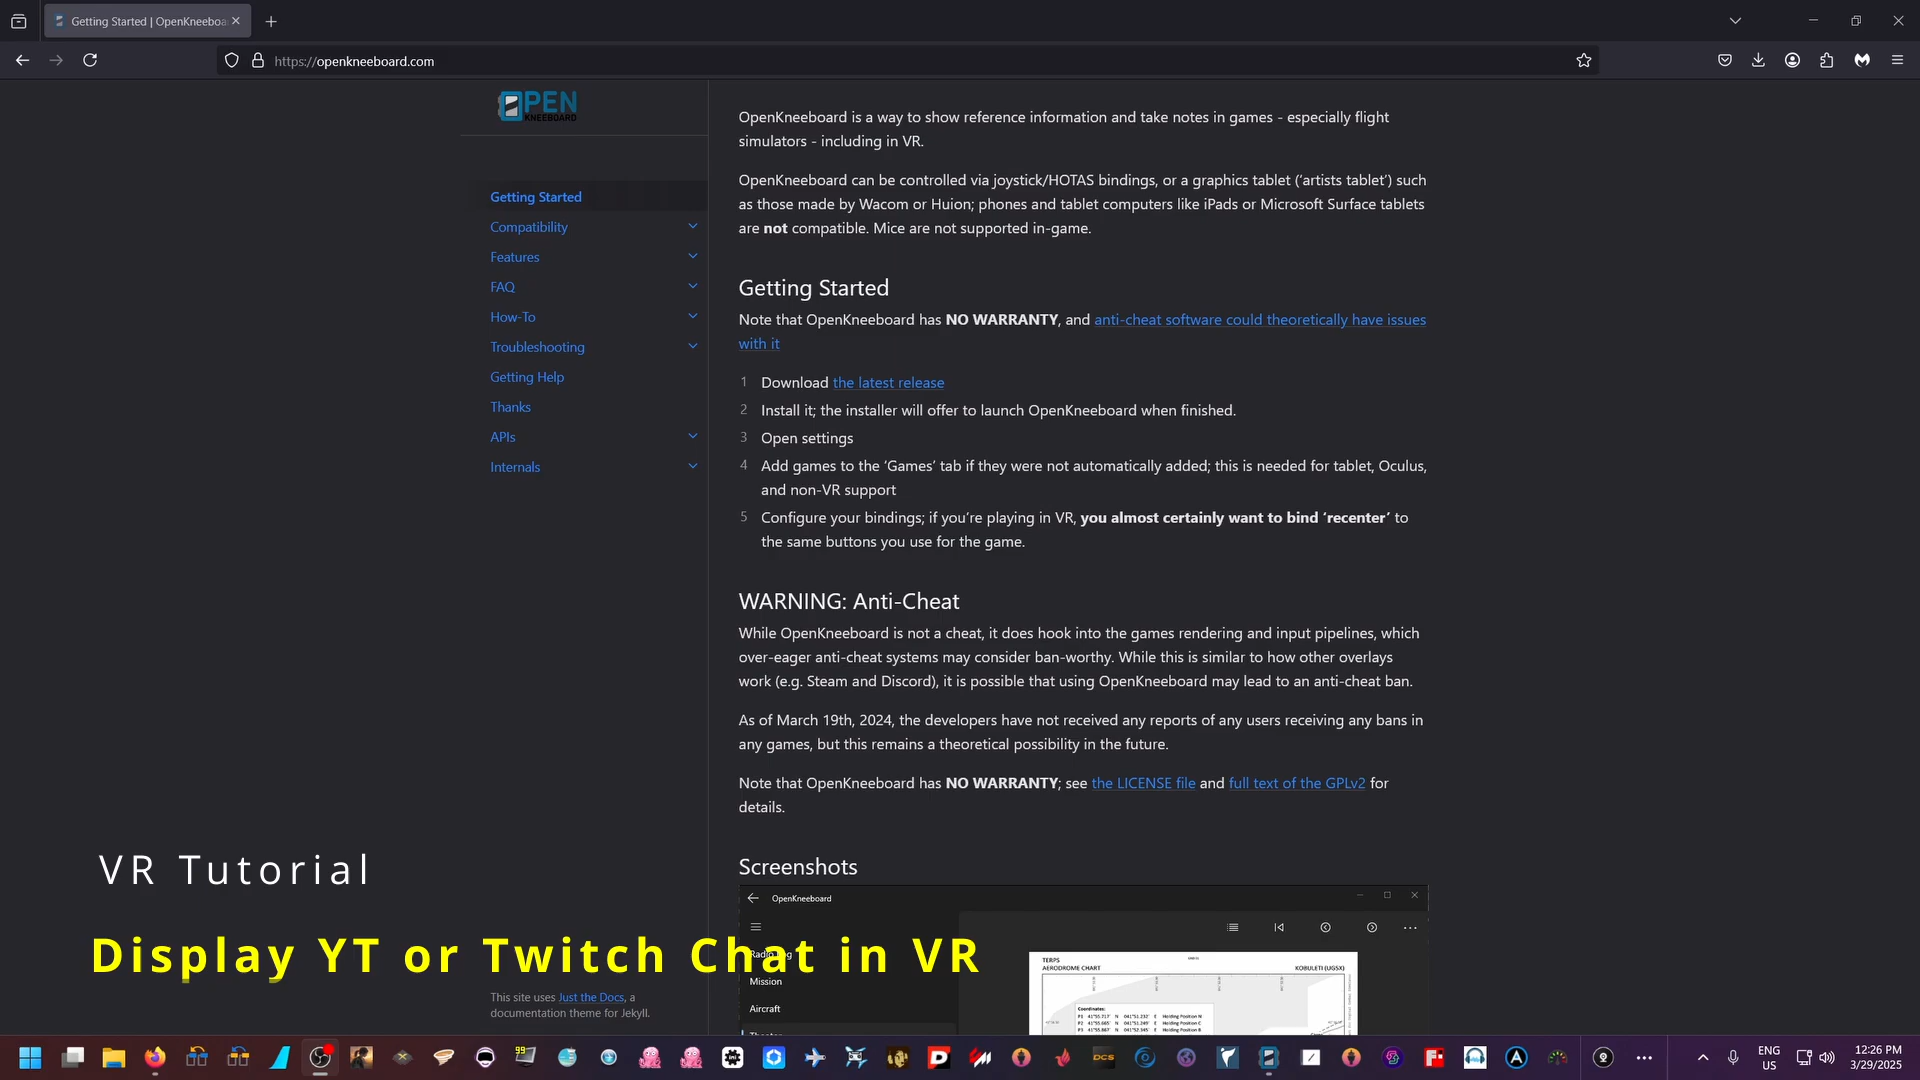 Getting Started | OpenKneeboa
https://openkneeboard.com
OPEN
KNEEBOARD
Getting Started
Compatibility
Features
FAQ
How-To
Troubleshooting
Getting Help
Thanks
APIs
Internals
This site uses Just the Docs, a
documentation theme for Jekyll.
OpenKneeboard is a way to show reference information and take notes in games - especially flight
simulators - including in VR.
OpenKneeboard can be controlled via joystick/HOTAS bindings, or a graphics tablet (‘artists tablet’) such
as those made by Wacom or Huion; phones and tablet computers like iPads or Microsoft Surface tablets
are not compatible. Mice are not supported in-game.
Getting Started
Note that OpenKneeboard has NO WARRANTY, and anti-cheat software could theoretically have issues
with it
1 Download the latest release
2 Install it; the installer will offer to launch OpenKneeboard when finished.
3 Open settings
4 Add games to the ‘Games’ tab if they were not automatically added; this is needed for tablet, Oculus,
and non-VR support
5 Configure your bindings; if you’re playing in VR, you almost certainly want to bind ‘recenter’ to
the same buttons you use for the game.
WARNING: Anti-Cheat
While OpenKneeboard is not a cheat, it does hook into the games rendering and input pipelines, which
over-eager anti-cheat systems may consider ban-worthy. While this is similar to how other overlays
work (e.g. Steam and Discord), it is possible that using OpenKneeboard may lead to an anti-cheat ban.
As of March 19th, 2024, the developers have not received any reports of any users receiving any bans in
any games, but this remains a theoretical possibility in the future.
Note that OpenKneeboard has NO WARRANTY; see the LICENSE file and full text of the GPLv2 for
details.
Screenshots
OpenKneeboard
Radio Log
Mission
Aircraft
Theater
TERPS
AERODROME CHART
KOBULETI (UG5X)
Coordinates:
VR Tutorial
Display YT or Twitch Chat in VR
99
DCS
ENG
US
12:26 PM
3/29/2025